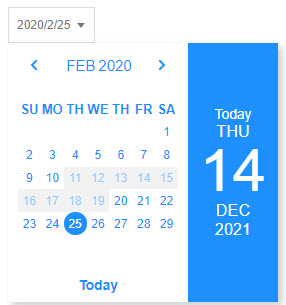 2020/2/25
FEB 2020
SU MO TH WE TH FR SA
1
2 3 4 5 6 7 8
9 10 11 12 13 14 15
16 17 18 19 20 21 22
23 24 25 26 27 28 29
Today
Today
THU
14
DEC
2021